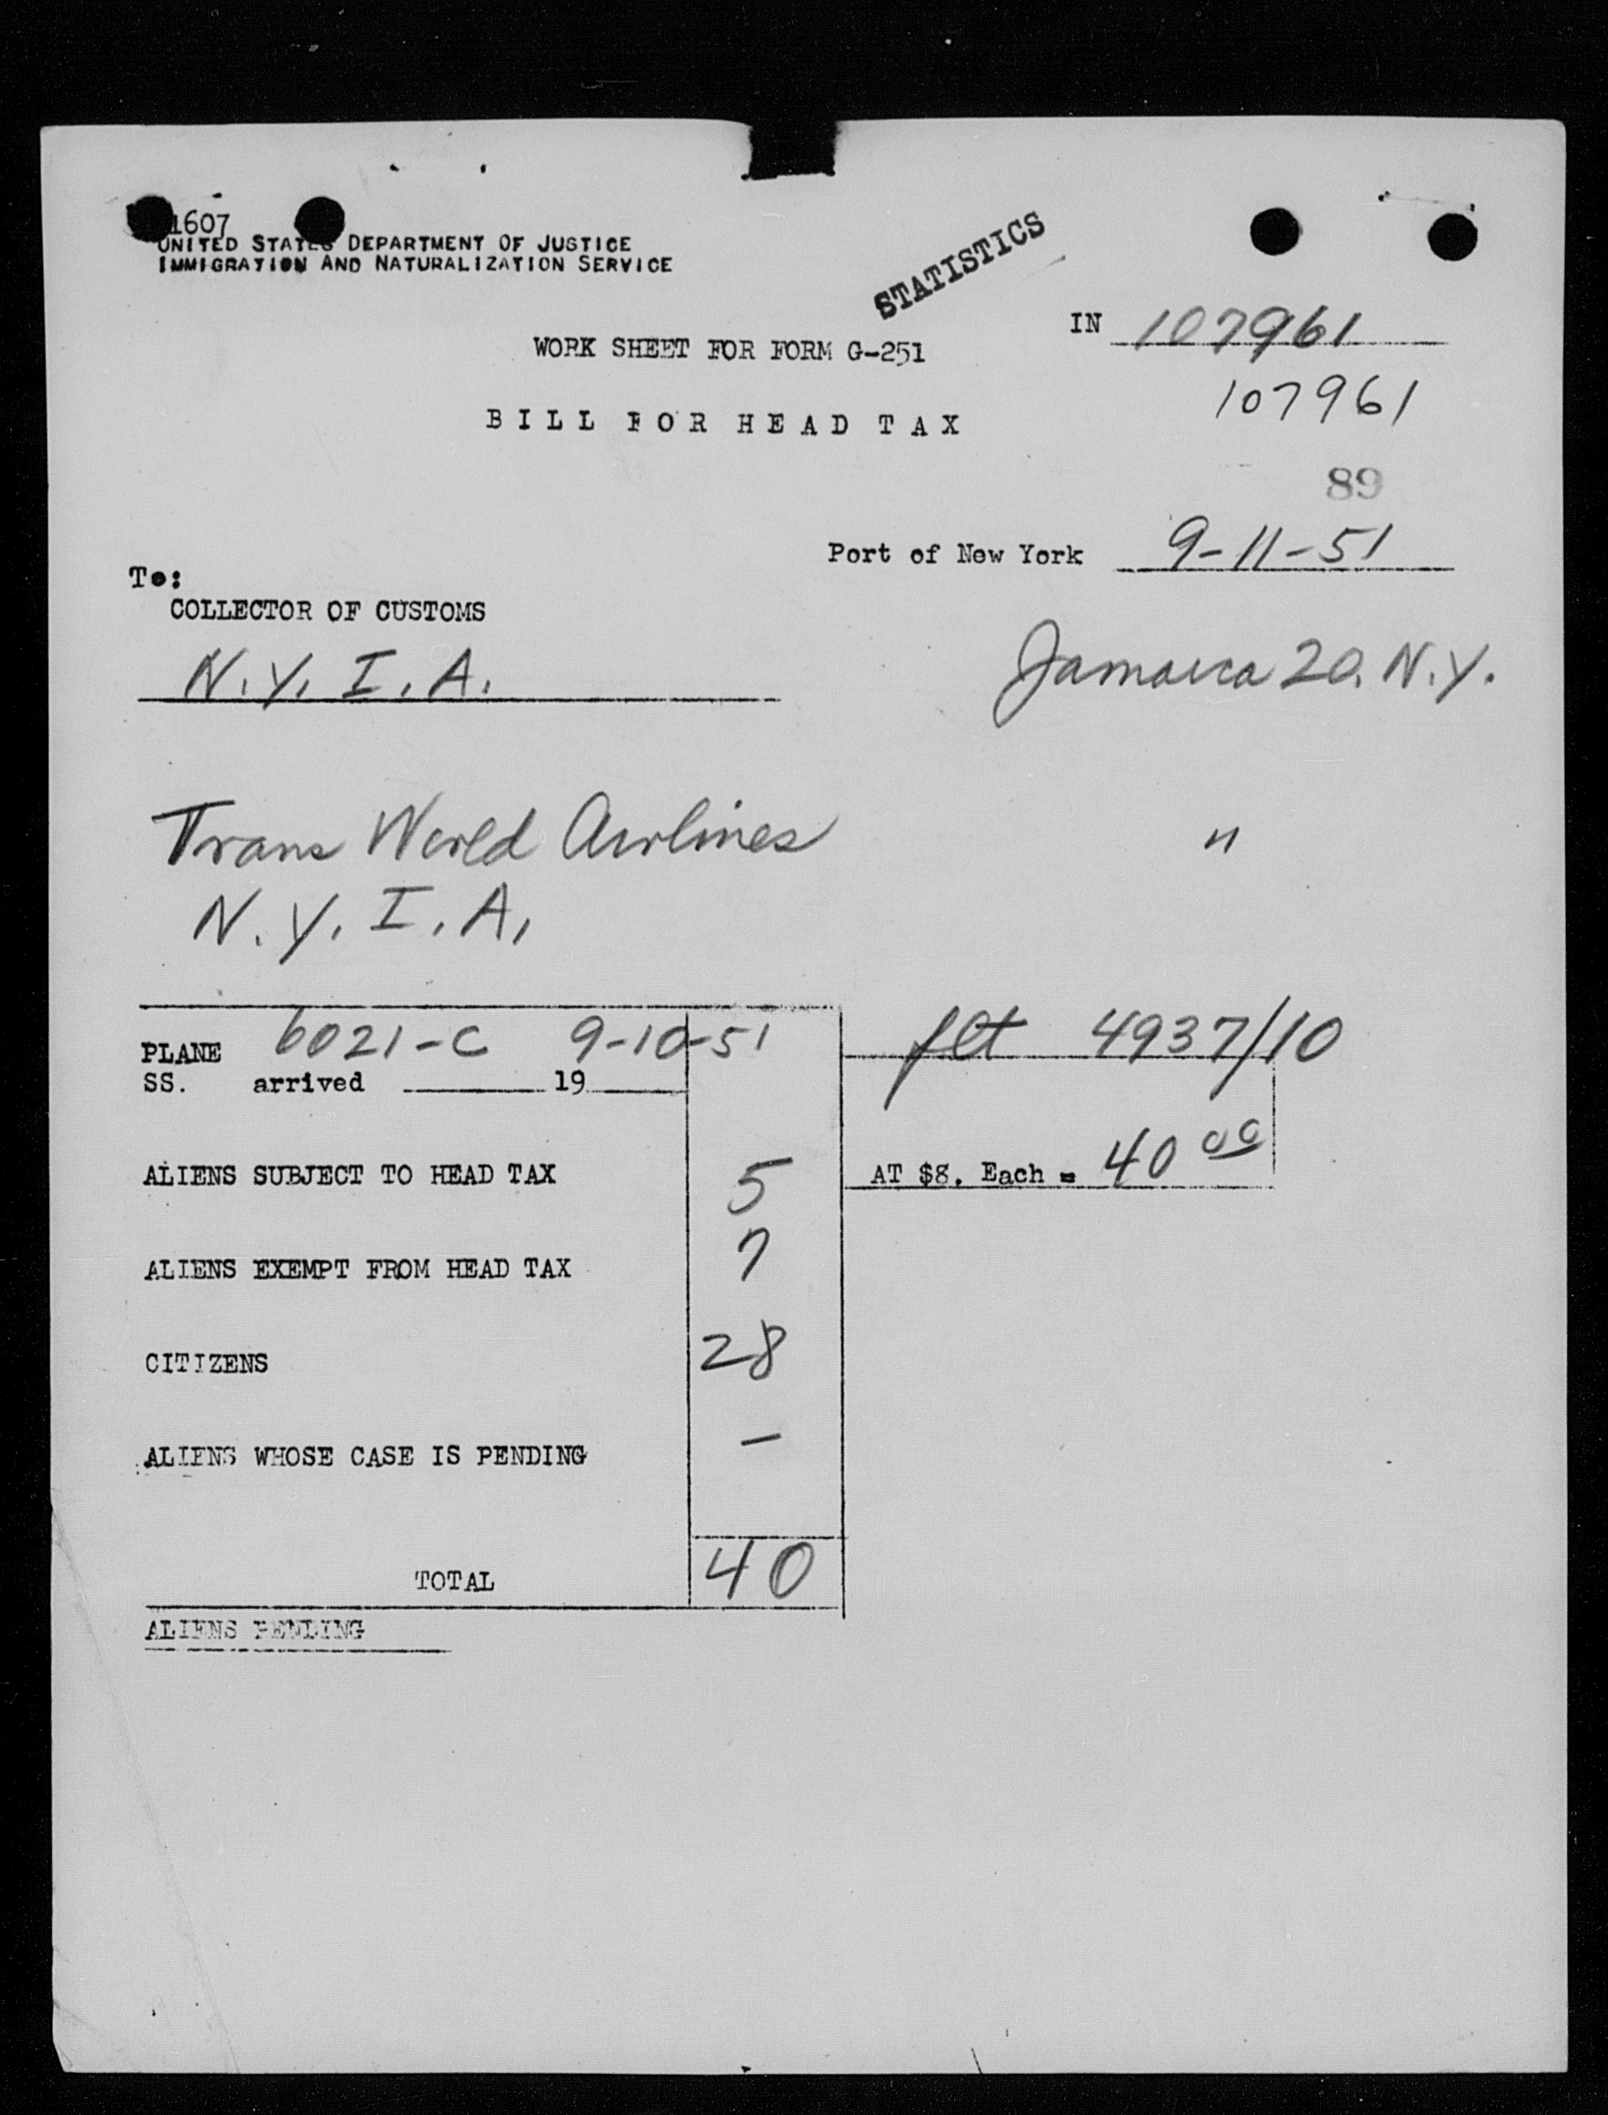 1607
UNITED STATES DEPARTMENT OF JUSTICE
IMMIGRATION AND NATURALIZATION SERVICE
STATISTICS
IN 107961
WORK SHEET FOR FORM G-251
107961
BILL FOR HEAD TAX
89
Port of New York 9-11-51
To:
COLLECTOR OF CUSTOMS
N.Y. I. A.
Jamaica 20, N.Y.
Trans World Airlines "
N.Y. I. A.
PLANE 6021-C 9-10-51 flt 4937/10
SS. arrived 19
ALIENS SUBJECT TO HEAD TAX 5 AT $8. Each = 40 00
ALIENS EXEMPT FROM HEAD TAX 7
CITIZENS 28
ALIENS WHOSE CASE IS PENDING –
TOTAL 40
ALIENS PENDING